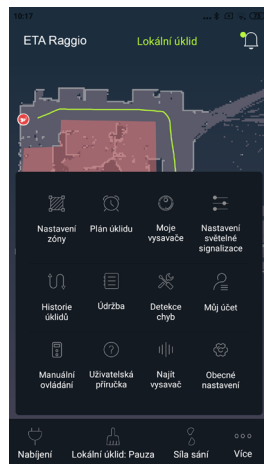 18:17
ETA Raggio
Lokální úklid
Nastavení
zóny
Plán úklidu
Moje
vysavače
Nastavení
světelné
signalizace
Historie
úklidů
Údržba
Detekce
chyb
Můj účet
Manuální
ovládání
Uživatelská
příručka
Najít
vysavač
Obecné
nastavení
Nabíjení
Lokální úklid: Pauza
Síla sání
Více